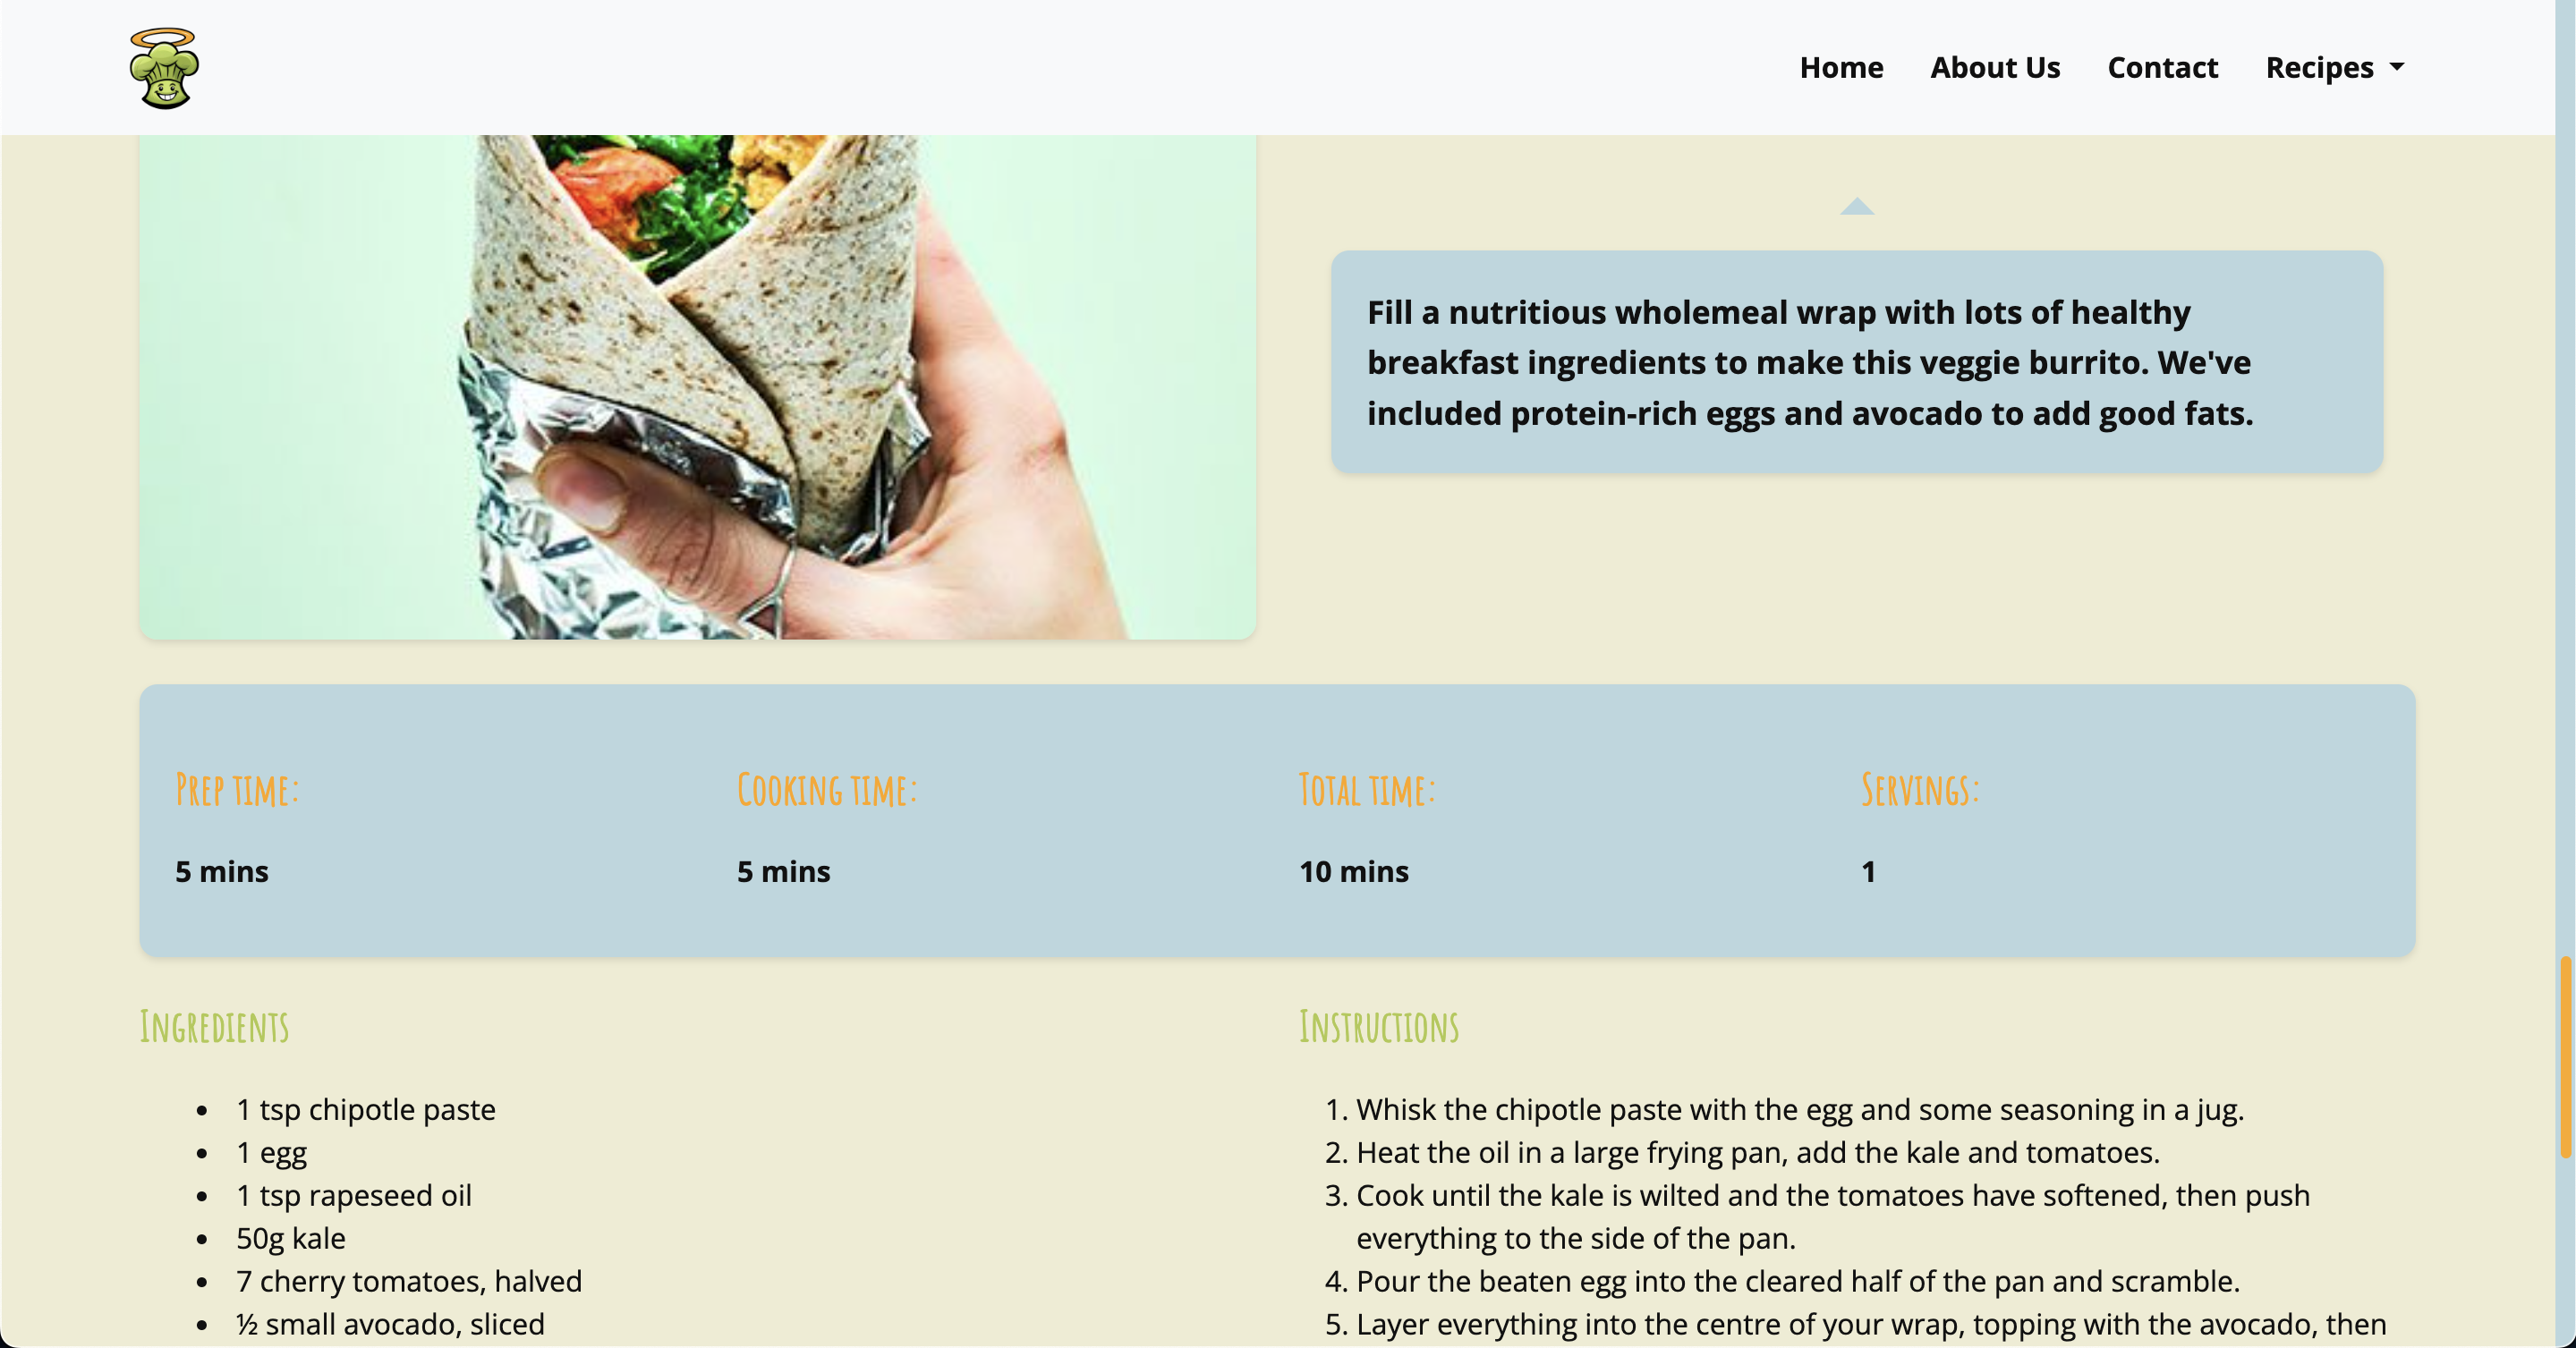 Home About Us Contact Recipes
Fill a nutritious wholemeal wrap with lots of healthy
breakfast ingredients to make this veggie burrito. We've
included protein-rich eggs and avocado to add good fats.
Prep time:
5 mins
Cooking time:
5 mins
Total time:
10 mins
Servings:
1
Ingredients
• 1 tsp chipotle paste
• 1 egg
• 1 tsp rapeseed oil
• 50g kale
• 7 cherry tomatoes, halved
• ½ small avocado, sliced
Instructions
1. Whisk the chipotle paste with the egg and some seasoning in a jug.
2. Heat the oil in a large frying pan, add the kale and tomatoes.
3. Cook until the kale is wilted and the tomatoes have softened, then push
everything to the side of the pan.
4. Pour the beaten egg into the cleared half of the pan and scramble.
5. Layer everything into the centre of your wrap, topping with the avocado, then